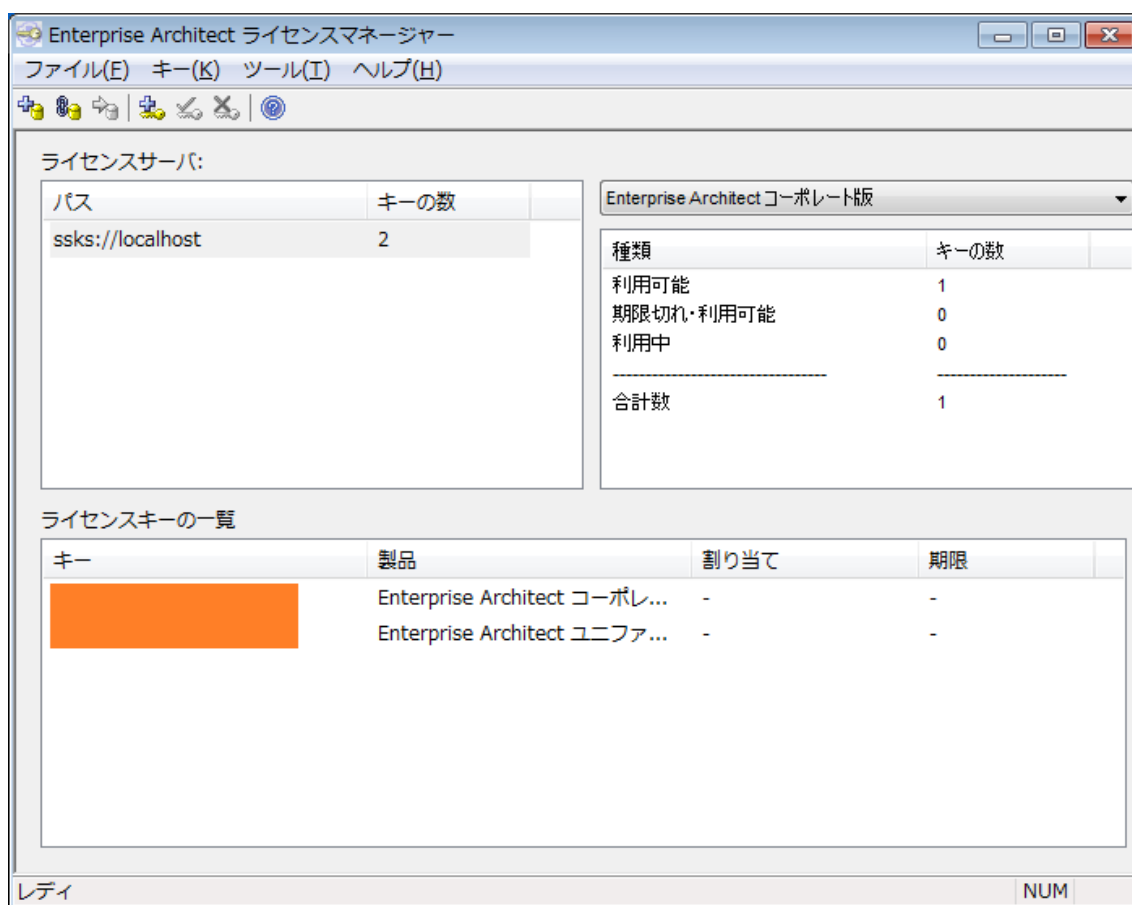 Enterprise Architect ライセンスマネージャー
ファイル(F) キー(K) ツール(T) ヘルプ(H)
ライセンスサーバ:
パス キーの数
ssks://localhost 2
Enterprise Architect コーポレート版
種類 キーの数
利用可能 1
期限切れ・利用可能 0
利用中 0
-------------------------------- --------------------
合計数 1
ライセンスキーの一覧
キー 製品 割り当て 期限
Enterprise Architect コーポレ... - -
Enterprise Architect ユニファ... - -
レディ NUM